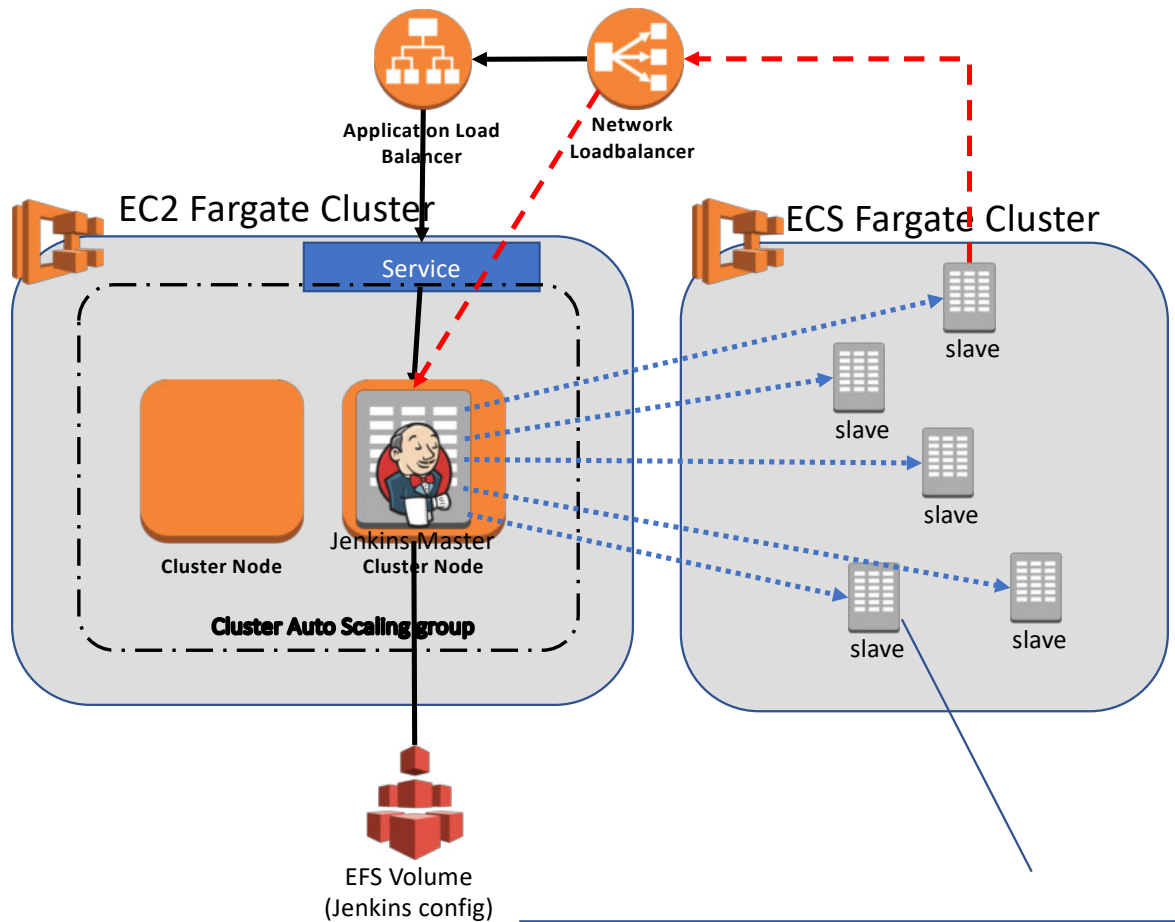 Application Load
Balancer
Network
Loadbalancer
EC2 Fargate Cluster
ECS Fargate Cluster
Service
slave
slave
slave
Jenkins Master
Cluster Node
Cluster Node
slave
slave
Cluster Auto Scaling group
EFS Volume
(Jenkins config)